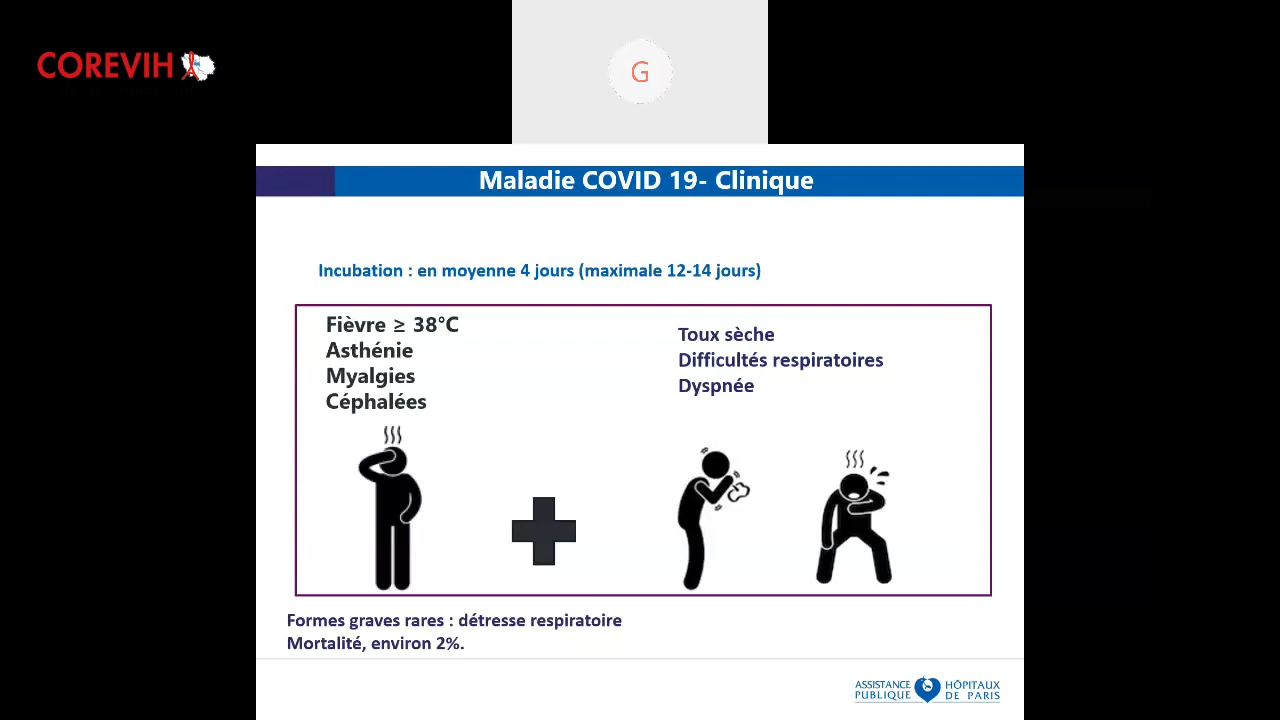 COREVIH
G
Maladie COVID 19- Clinique
Incubation : en moyenne 4 jours (maximale 12-14 jours)
Fièvre ≥ 38°C
Asthénie
Myalgies
Céphalées
Toux sèche
Difficultés respiratoires
Dyspnée
Formes graves rares : détresse respiratoire
Mortalité, environ 2%.
ASSISTANCE HÔPITAUX
PUBLIQUE DE PARIS